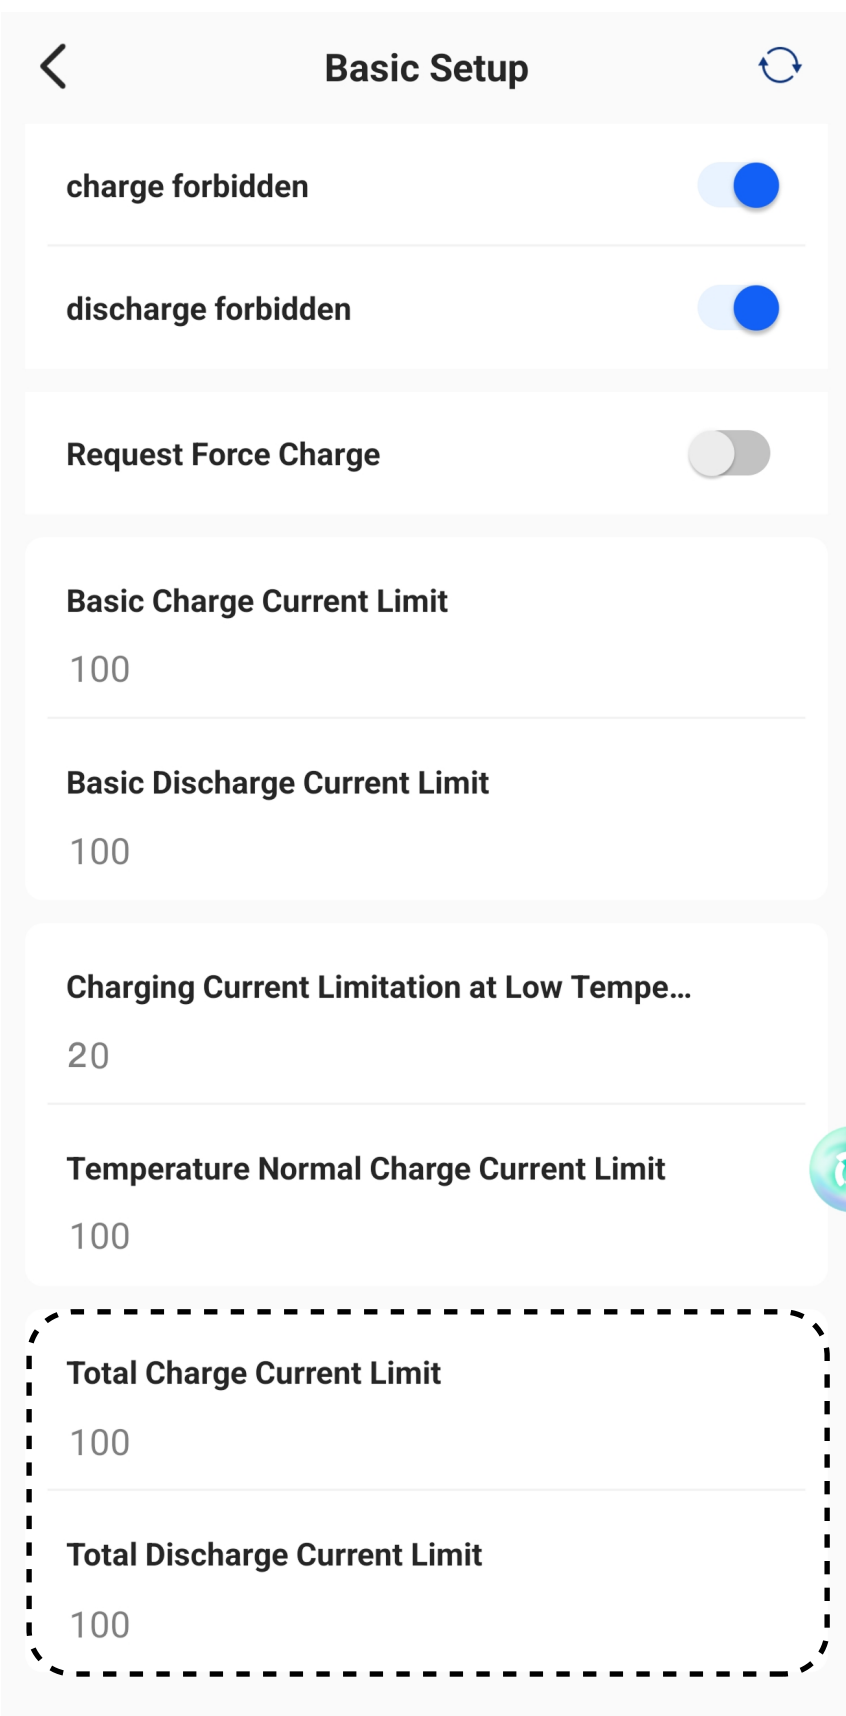 Basic Setup
charge forbidden
discharge forbidden
Request Force Charge
Basic Charge Current Limit
100
Basic Discharge Current Limit
100
Charging Current Limitation at Low Tempe...
20
Temperature Normal Charge Current Limit
100
Total Charge Current Limit
100
Total Discharge Current Limit
100